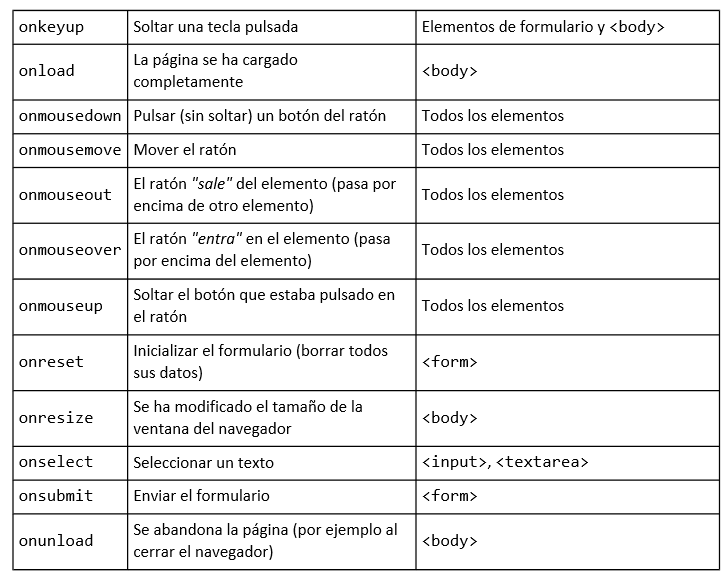 onkeyup Soltar una tecla pulsada Elementos de formulario y <body>
onload La página se ha cargado completamente <body>
onmousedown Pulsar (sin soltar) un botón del ratón Todos los elementos
onmousemove Mover el ratón Todos los elementos
onmouseout El ratón "sale" del elemento (pasa por encima de otro elemento) Todos los elementos
onmouseover El ratón "entra" en el elemento (pasa por encima del elemento) Todos los elementos
onmouseup Soltar el botón que estaba pulsado en el ratón Todos los elementos
onreset Inicializar el formulario (borrar todos sus datos) <form>
onresize Se ha modificado el tamaño de la ventana del navegador <body>
onselect Seleccionar un texto <input>, <textarea>
onsubmit Enviar el formulario <form>
onunload Se abandona la página (por ejemplo al cerrar el navegador) <body>